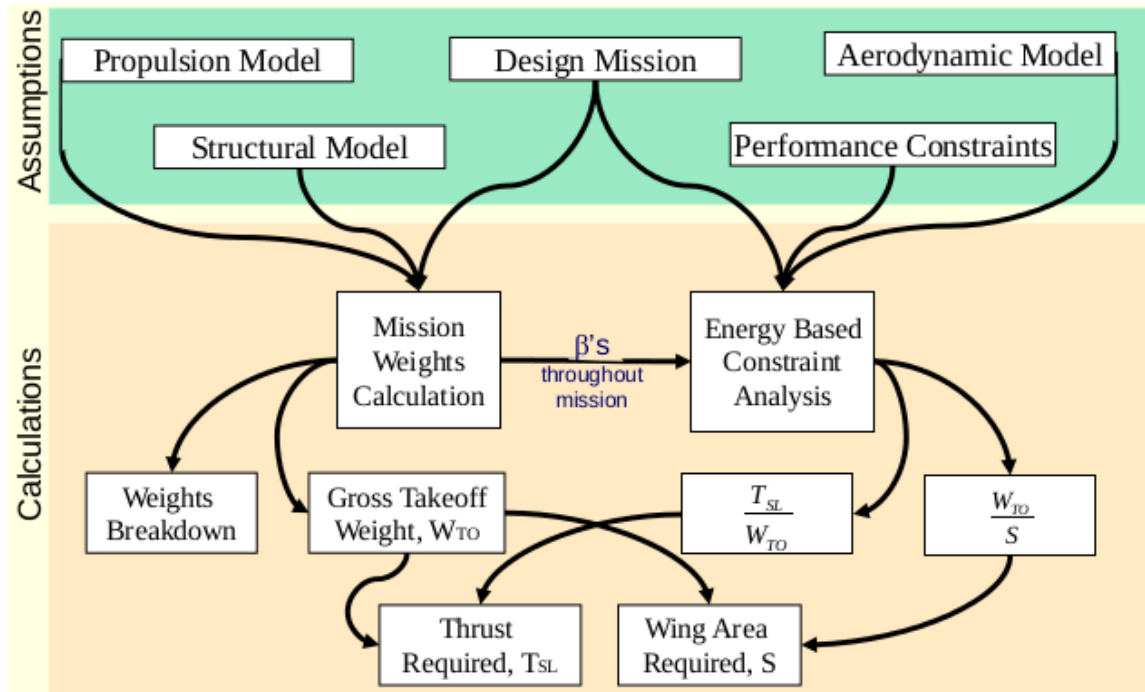 Assumptions
Propulsion Model
Design Mission
Aerodynamic Model
Structural Model
Performance Constraints
Calculations
Mission
Weights
Calculation
β's
throughout
mission
Energy Based
Constraint
Analysis
Weights
Breakdown
Gross Takeoff
Weight, WTO
TSL
WTO
WTO
S
Thrust
Required, TSL
Wing Area
Required, S